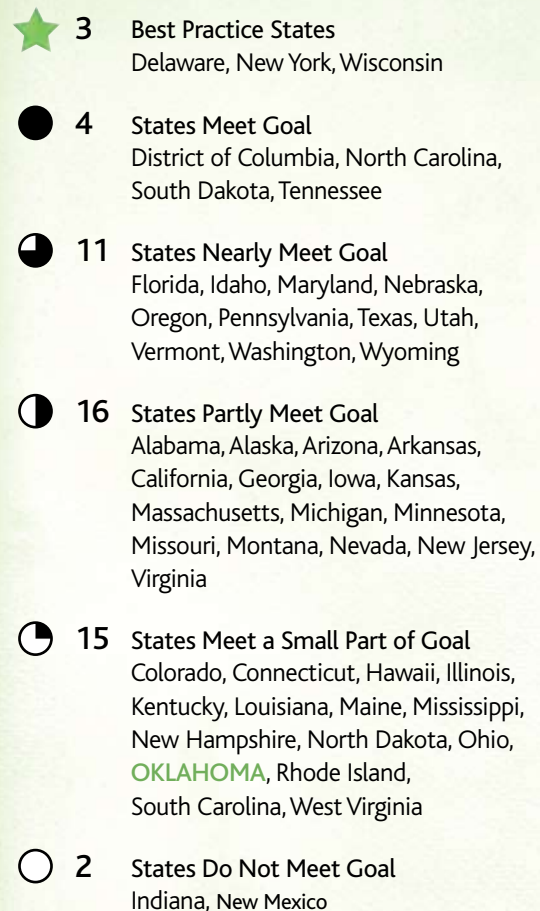 3 Best Practice States
Delaware, New York, Wisconsin
4 States Meet Goal
District of Columbia, North Carolina,
South Dakota, Tennessee
11 States Nearly Meet Goal
Florida, Idaho, Maryland, Nebraska,
Oregon, Pennsylvania, Texas, Utah,
Vermont, Washington, Wyoming
16 States Partly Meet Goal
Alabama, Alaska, Arizona, Arkansas,
California, Georgia, Iowa, Kansas,
Massachusetts, Michigan, Minnesota,
Missouri, Montana, Nevada, New Jersey,
Virginia
15 States Meet a Small Part of Goal
Colorado, Connecticut, Hawaii, Illinois,
Kentucky, Louisiana, Maine, Mississippi,
New Hampshire, North Dakota, Ohio,
OKLAHOMA, Rhode Island,
South Carolina, West Virginia
2 States Do Not Meet Goal
Indiana, New Mexico